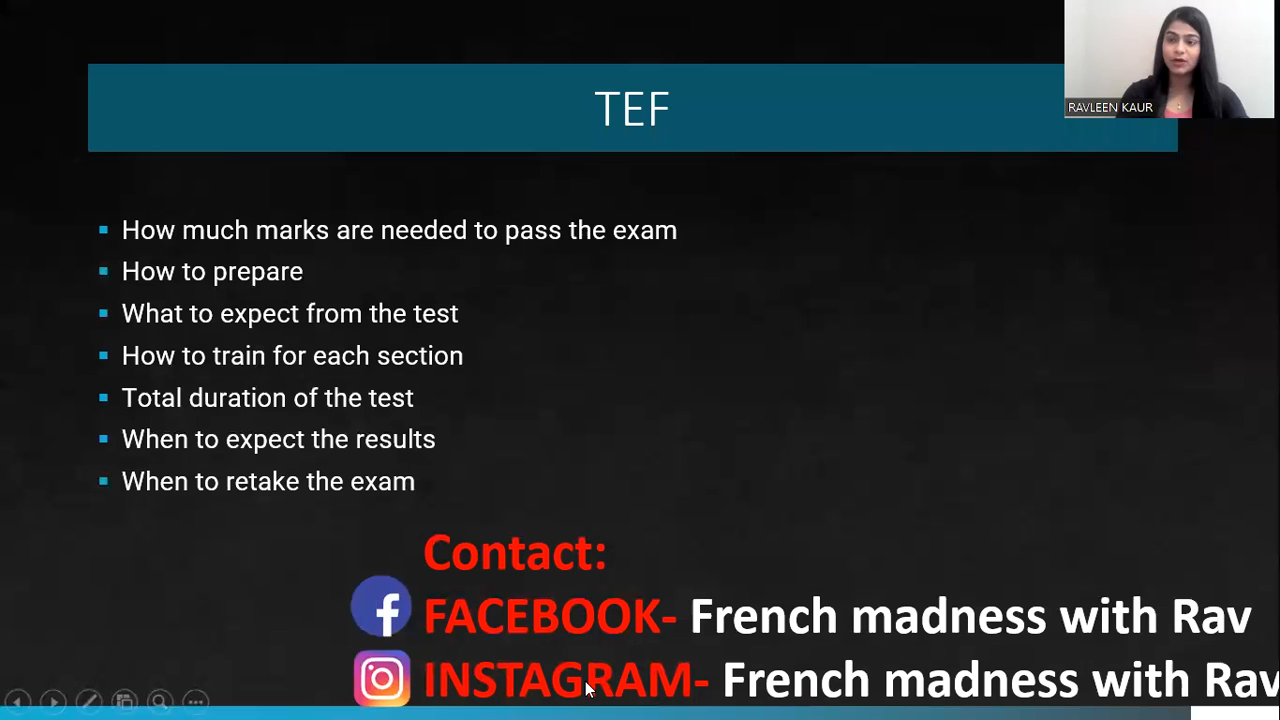 TEF
RAVLEEN KAUR
How much marks are needed to pass the exam
How to prepare
What to expect from the test
How to train for each section
Total duration of the test
When to expect the results
When to retake the exam
Contact:
FACEBOOK- French madness with Rav
INSTAGRAM- French madness with Rav